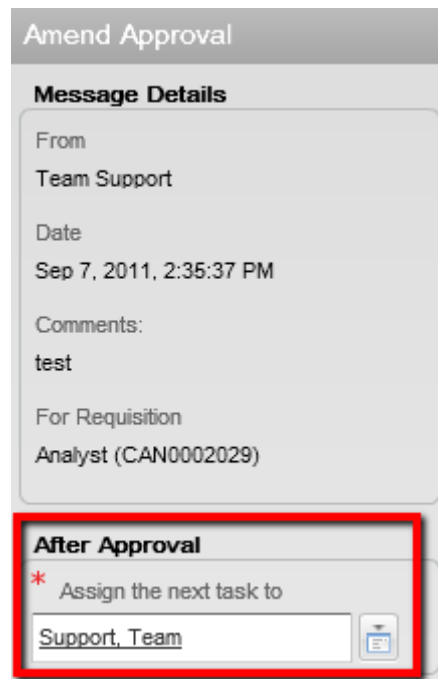 Amend Approval
Message Details
From
Team Support
Date
Sep 7, 2011, 2:35:37 PM
Comments:
test
For Requisition
Analyst (CAN0002029)
After Approval
* Assign the next task to
Support, Team